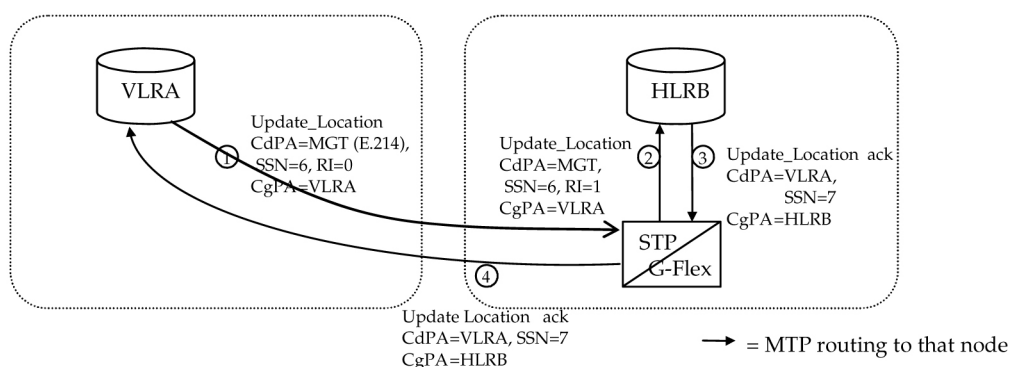 VLRA
HLRB
Update_Location
CdPA=MGT (E.214),
SSN=6, RI=0
CgPA=VLRA
1
Update_Location
CdPA=MGT,
SSN=6, RI=1
CgPA=VLRA
2
3
Update_Location ack
CdPA=VLRA,
SSN=7
CgPA=HLRB
STP
G-Flex
4
Update Location ack
CdPA=VLRA, SSN=7
CgPA=HLRB
= MTP routing to that node